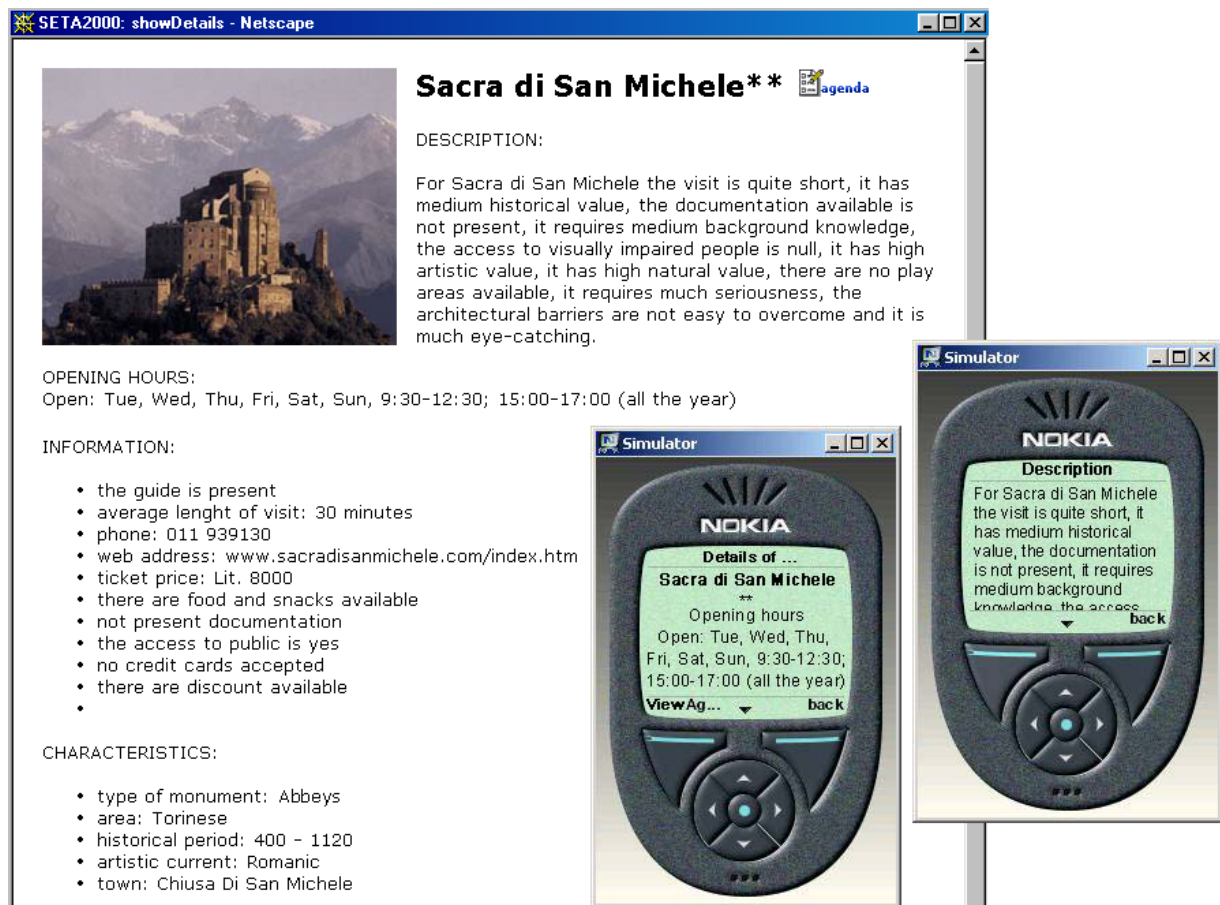 SETA2000: showDetails - Netscape
Sacra di San Michele** agenda
DESCRIPTION:
For Sacra di San Michele the visit is quite short, it has
medium historical value, the documentation available is
not present, it requires medium background knowledge,
the access to visually impaired people is null, it has high
artistic value, it has high natural value, there are no play
areas available, it requires much seriousness, the
architectural barriers are not easy to overcome and it is
much eye-catching.
OPENING HOURS:
Open: Tue, Wed, Thu, Fri, Sat, Sun, 9:30-12:30; 15:00-17:00 (all the year)
INFORMATION:
• the guide is present
• average lenght of visit: 30 minutes
• phone: 011 939130
• web address: www.sacradisanmichele.com/index.htm
• ticket price: Lit. 8000
• there are food and snacks available
• not present documentation
• the access to public is yes
• no credit cards accepted
• there are discount available
•
CHARACTERISTICS:
• type of monument: Abbeys
• area: Torinese
• historical period: 400 - 1120
• artistic current: Romanic
• town: Chiusa Di San Michele
Simulator
NOKIA
Details of ...
Sacra di San Michele
**
Opening hours
Open: Tue, Wed, Thu,
Fri, Sat, Sun, 9:30-12:30;
15:00-17:00 (all the year)
ViewAg... back
Simulator
NOKIA
Description
For Sacra di San Michele
the visit is quite short, it
has medium historical
value, the documentation
is not present, it requires
medium background
knowledge, the access
back